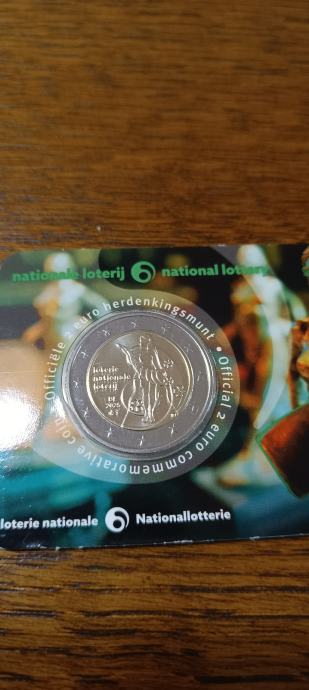 nationale loterij national lottery
Officiële 2 euro herdenkingsmunt • Official 2 euro commemorative coin
loterie
nationale
loterij
loterie nationale Nationallotterie